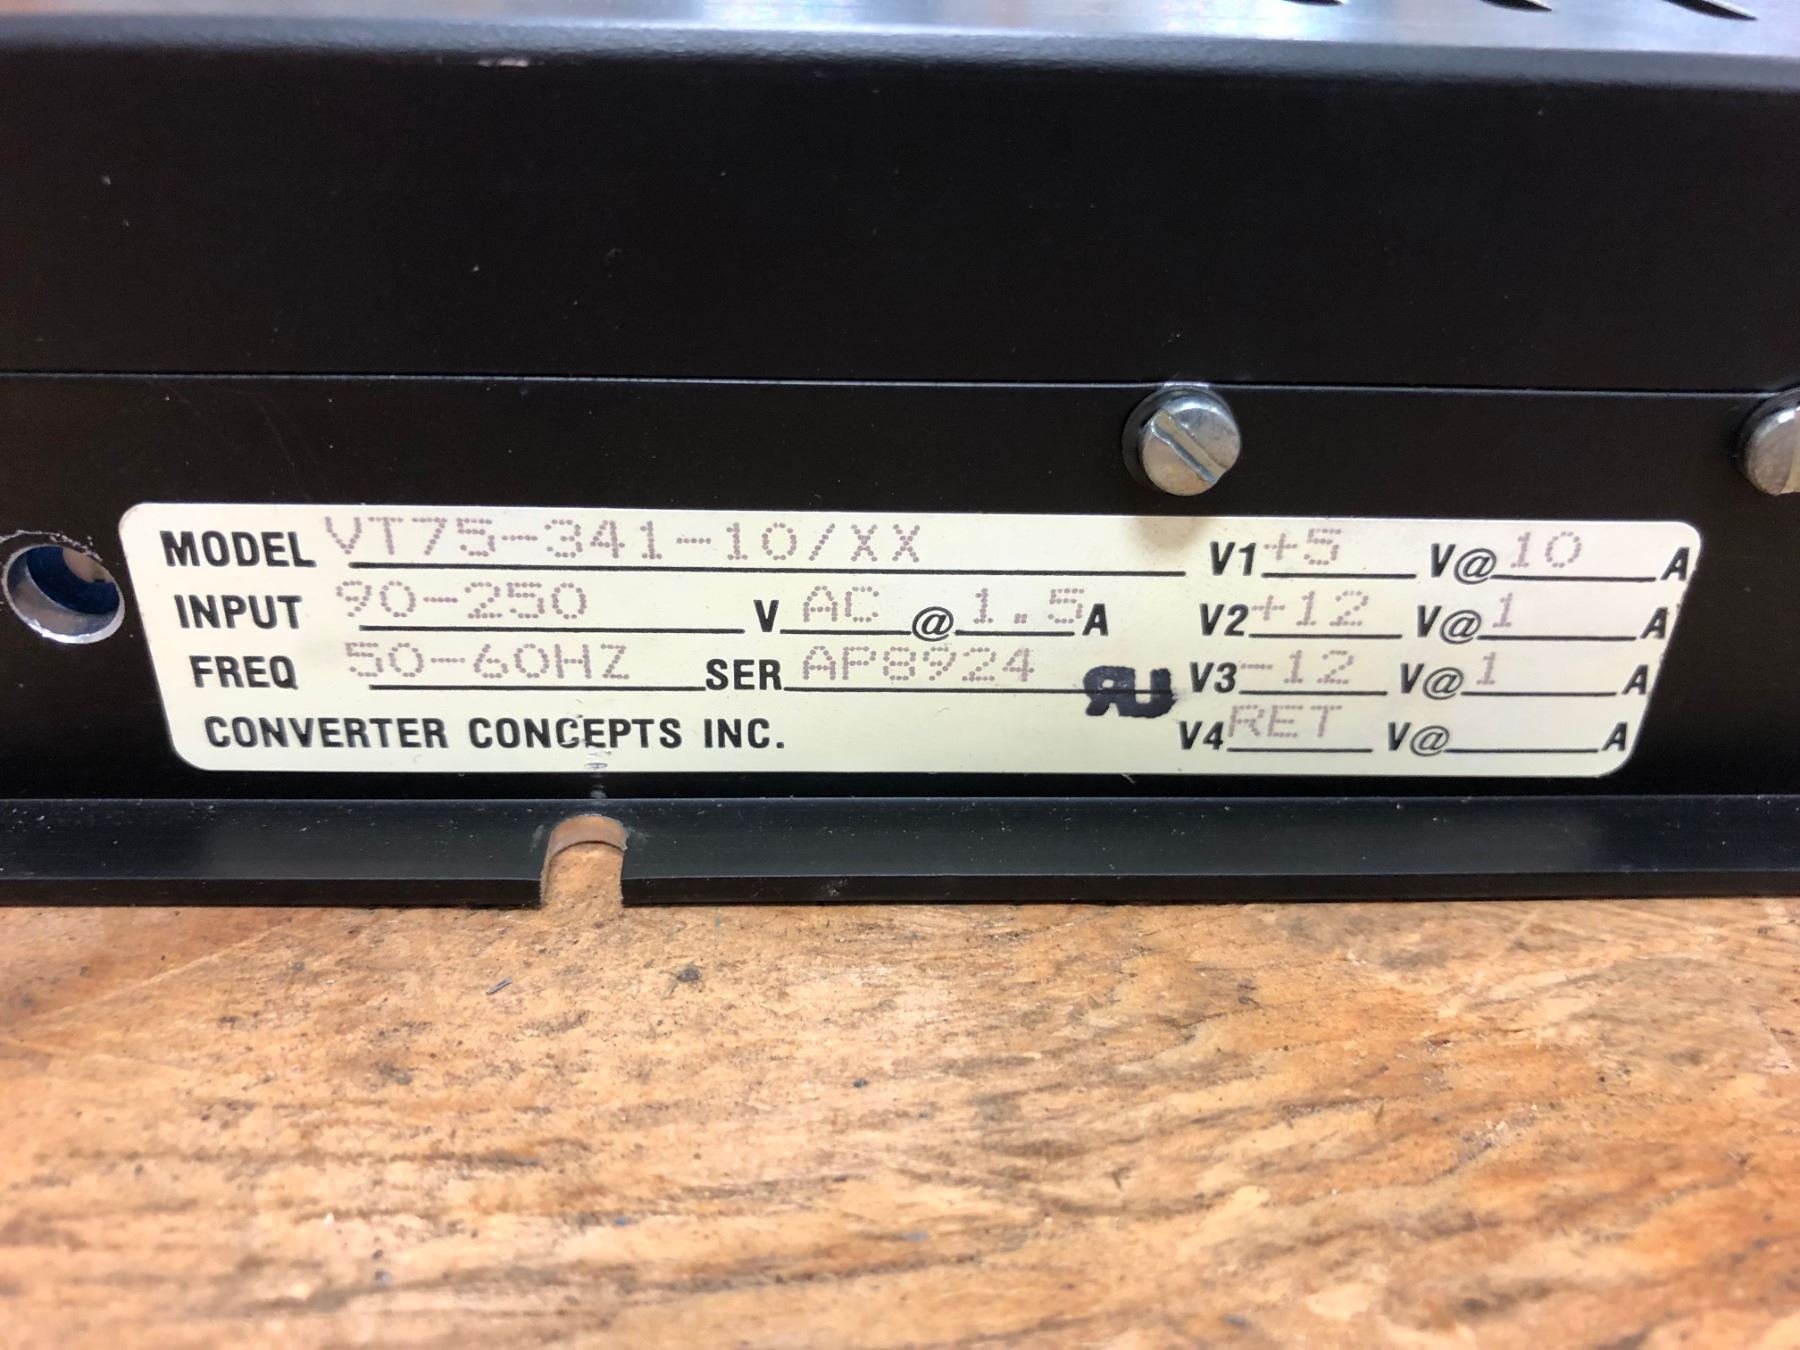 MODEL VT75-341-10/XX V1 +5 V@ 10 A
INPUT 90-250 V AC @ 1.5 A V2 +12 V@ 1 A
FREQ 50-60HZ SER AP8924 RU V3 -12 V@ 1 A
CONVERTER CONCEPTS INC. V4 RET V@ A